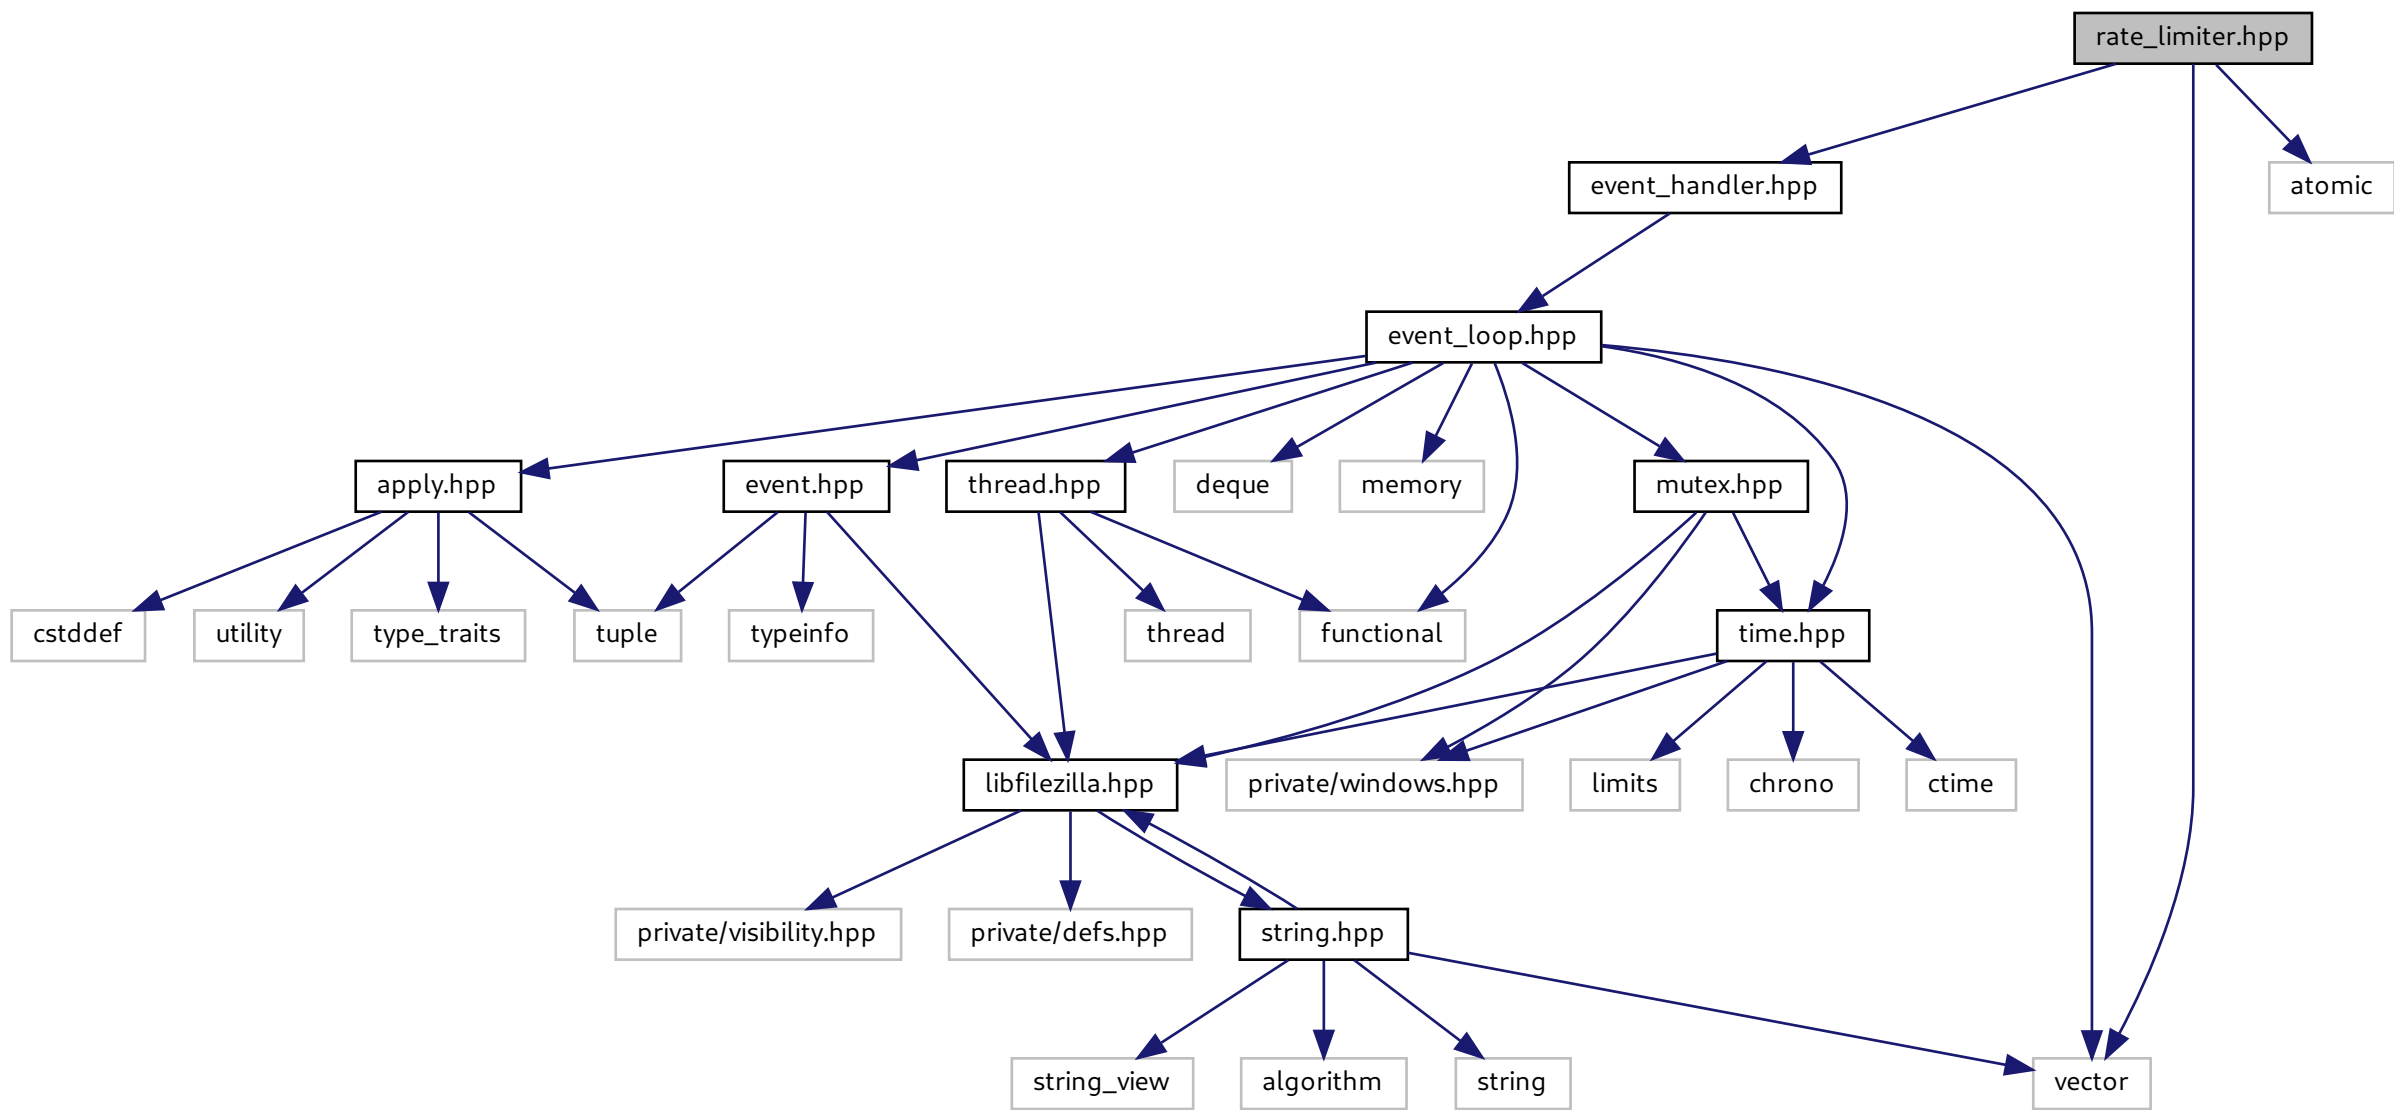 rate_limiter.hpp
event_handler.hpp
atomic
event_loop.hpp
apply.hpp
event.hpp
thread.hpp
deque
memory
mutex.hpp
cstddef
utility
type_traits
tuple
typeinfo
thread
functional
time.hpp
libfilezilla.hpp
private/windows.hpp
limits
chrono
ctime
private/visibility.hpp
private/defs.hpp
string.hpp
string_view
algorithm
string
vector